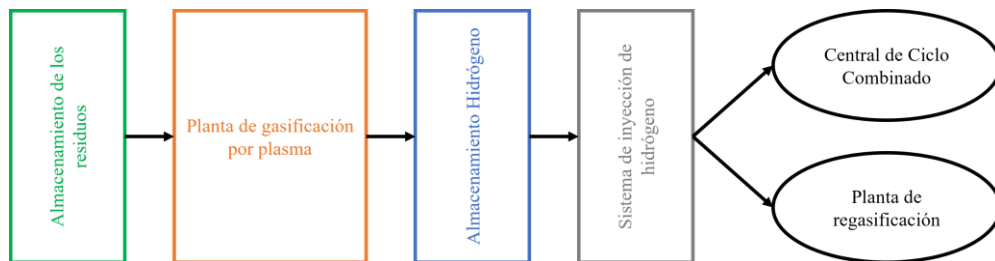 Almacenamiento de los
residuos
Planta de gasificación
por plasma
Almacenamiento Hidrógeno
Sistema de inyección de
hidrógeno
Central de Ciclo
Combinado
Planta de
regasificación